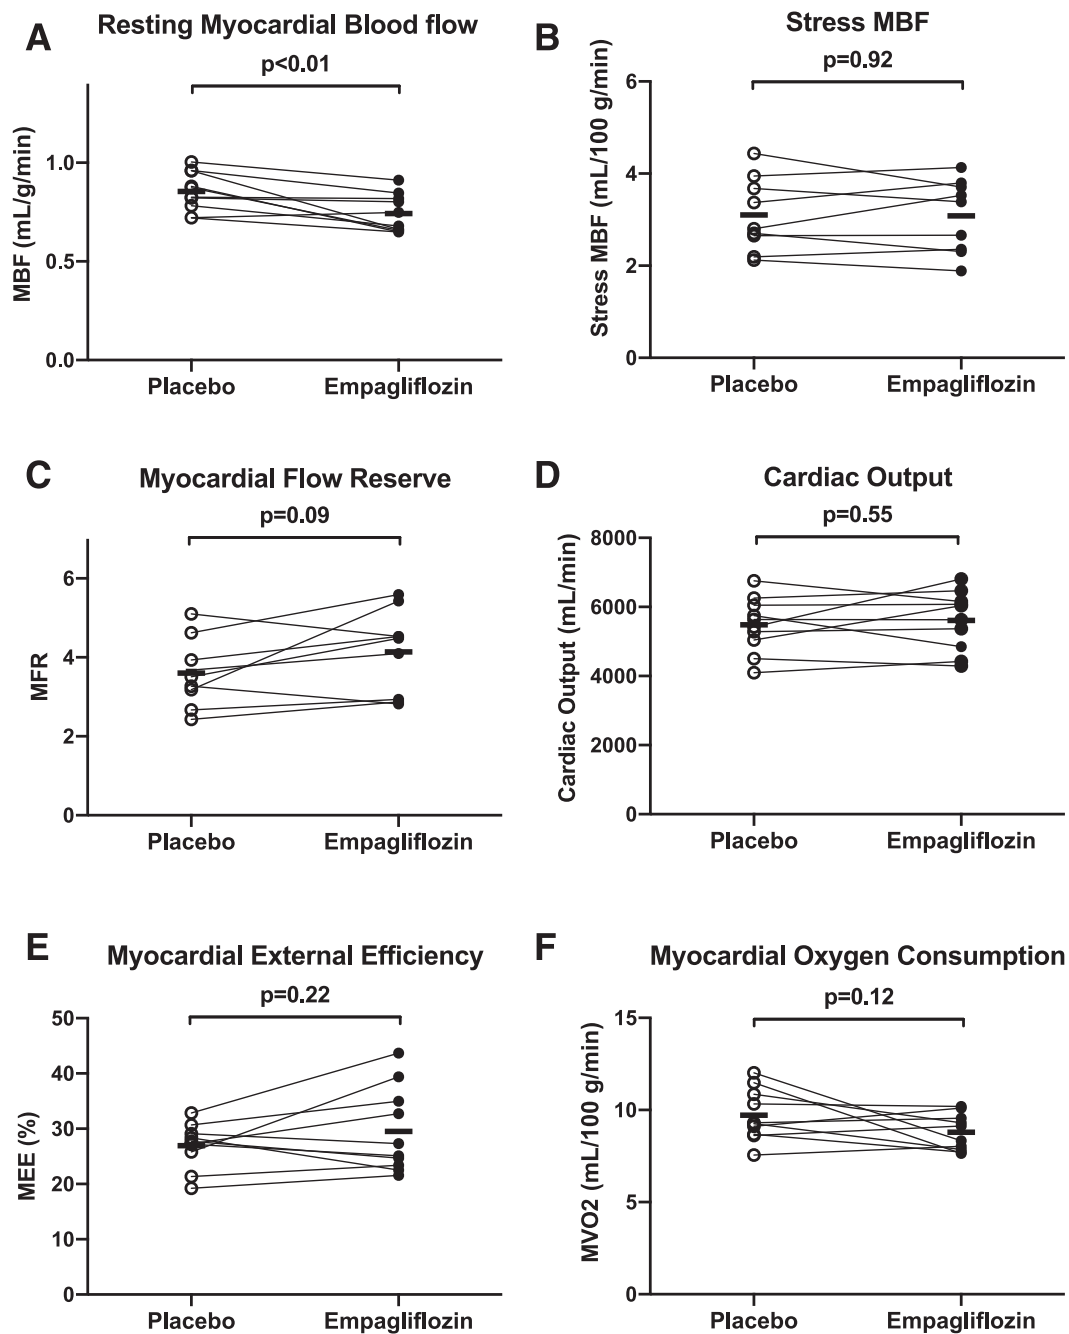 A
Resting Myocardial Blood flow
p<0.01
MBF (mL/g/min)
1.0
0.5
0.0
Placebo
Empagliflozin
B
Stress MBF
p=0.92
Stress MBF (mL/100 g/min)
6
4
2
0
Placebo
Empagliflozin
C
Myocardial Flow Reserve
p=0.09
MFR
6
4
2
0
Placebo
Empagliflozin
D
Cardiac Output
p=0.55
Cardiac Output (mL/min)
8000
6000
4000
2000
0
Placebo
Empagliflozin
E
Myocardial External Efficiency
p=0.22
MEE (%)
50
40
30
20
10
0
Placebo
Empagliflozin
F
Myocardial Oxygen Consumption
p=0.12
MVO2 (mL/100 g/min)
15
10
5
0
Placebo
Empagliflozin